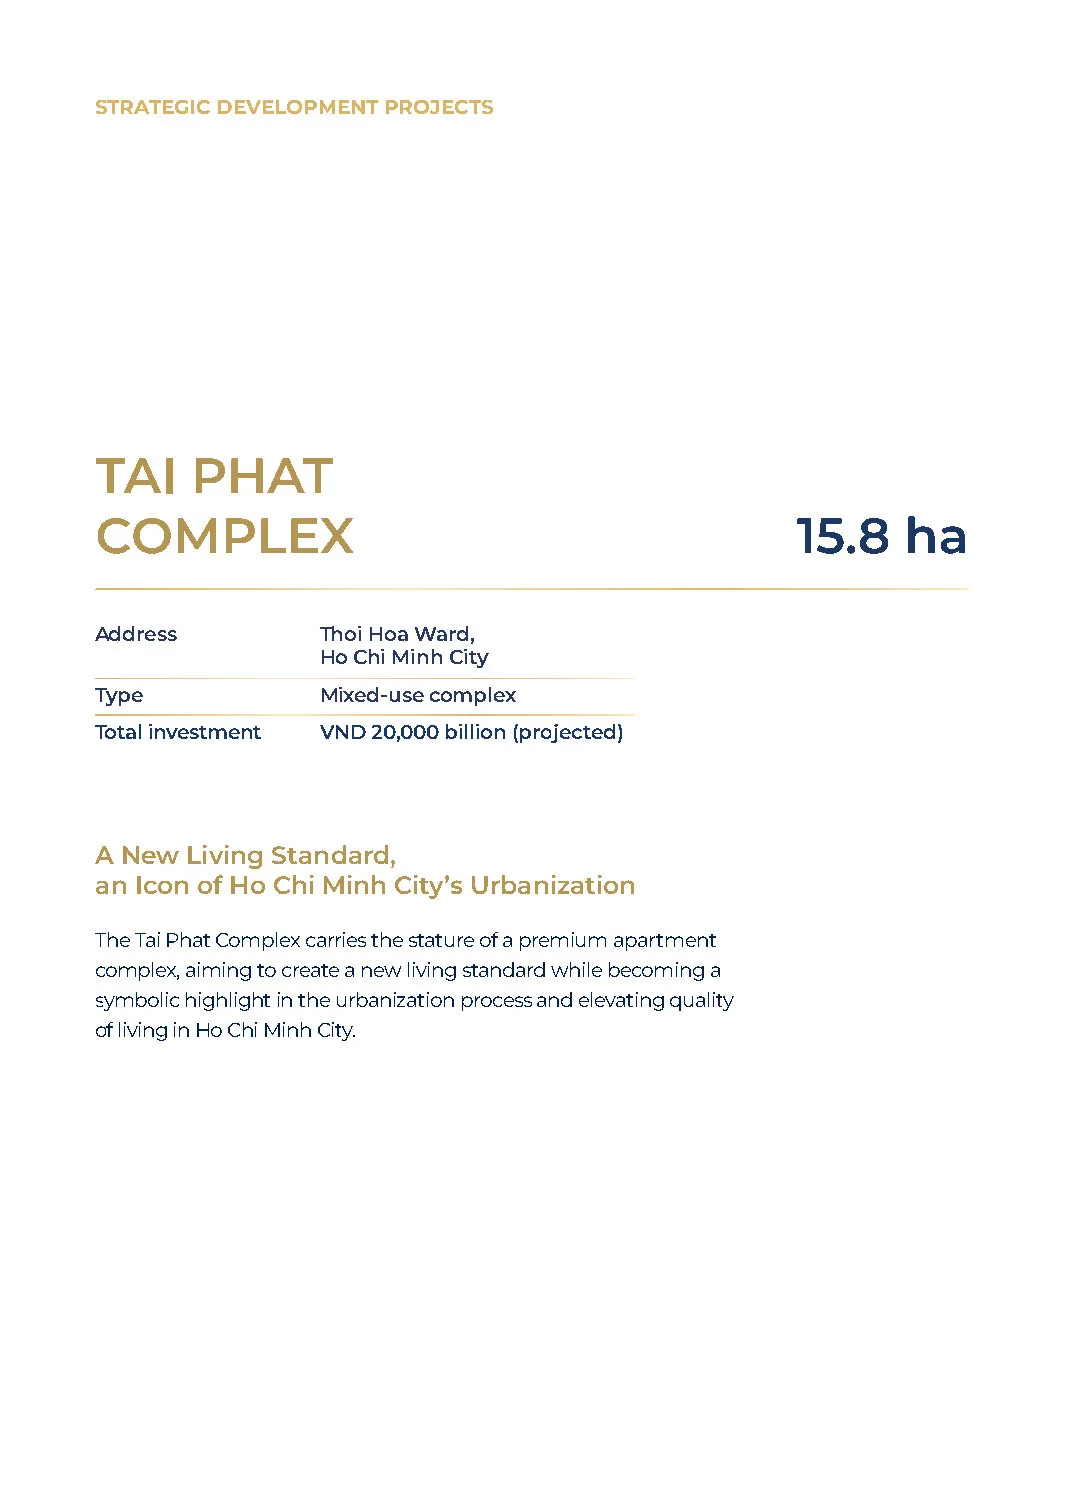 STRATEGIC DEVELOPMENT PROJECTS
TAI PHAT
COMPLEX
15.8 ha
Address
Thoi Hoa Ward,
Ho Chi Minh City
Type
Mixed-use complex
Total investment
VND 20,000 billion (projected)
A New Living Standard,
an Icon of Ho Chi Minh City’s Urbanization
The Tai Phat Complex carries the stature of a premium apartment
complex, aiming to create a new living standard while becoming a
symbolic highlight in the urbanization process and elevating quality
of living in Ho Chi Minh City.